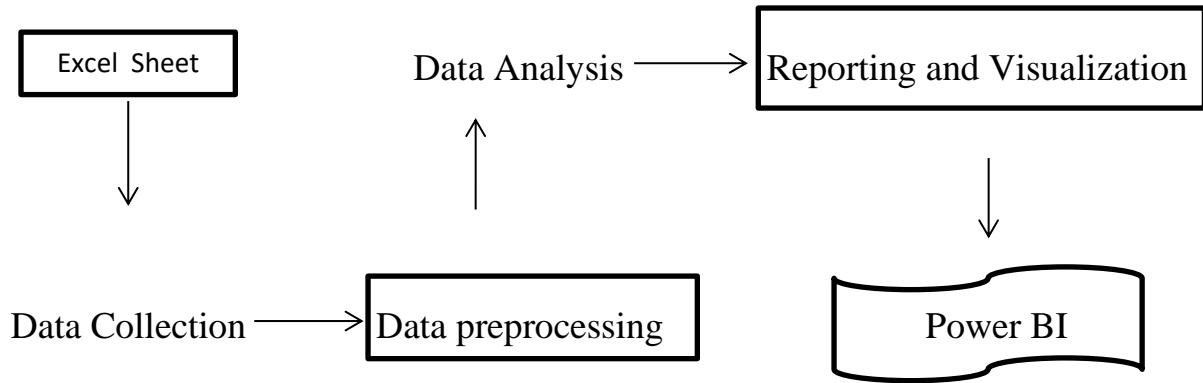 Excel  Sheet
Data Analysis
Reporting and Visualization
Data Collection
Data preprocessing
Power BI